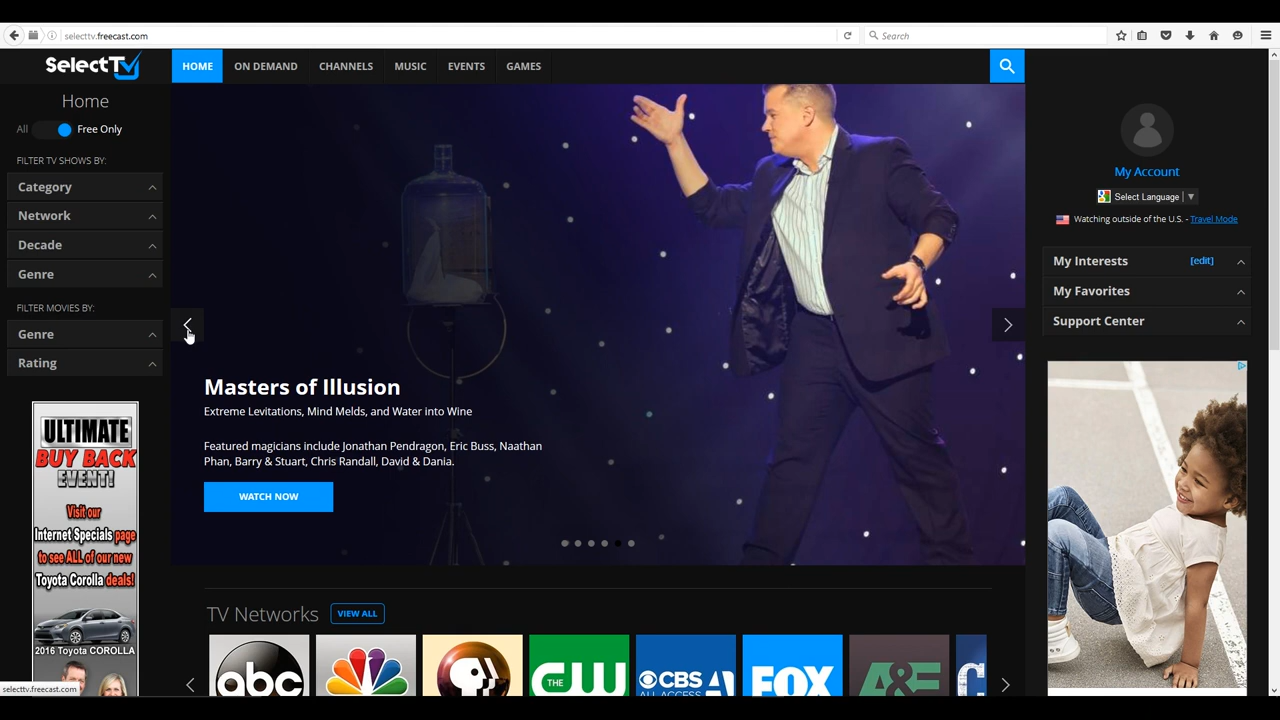 selecttv.freecast.com
Search
SelectTV
HOME
ON DEMAND
CHANNELS
MUSIC
EVENTS
GAMES
Home
All
Free Only
FILTER TV SHOWS BY:
Category
Network
Decade
Genre
FILTER MOVIES BY:
Genre
Rating
ULTIMATE
BUY BACK
EVENT!
Visit our
Internet Specials page
to see ALL of our new
Toyota Corolla deals!
2016 Toyota COROLLA
selecttv.freecast.com
Masters of Illusion
Extreme Levitations, Mind Melds, and Water into Wine
Featured magicians include Jonathan Pendragon, Eric Buss, Naathan
Phan, Barry & Stuart, Chris Randall, David & Dania.
WATCH NOW
TV Networks
VIEW ALL
abc
PBS
THE CW
CBS
ALL ACCESS
FOX
A&E
My Account
Select Language
Watching outside of the U.S. - Travel Mode
My Interests
[edit]
My Favorites
Support Center